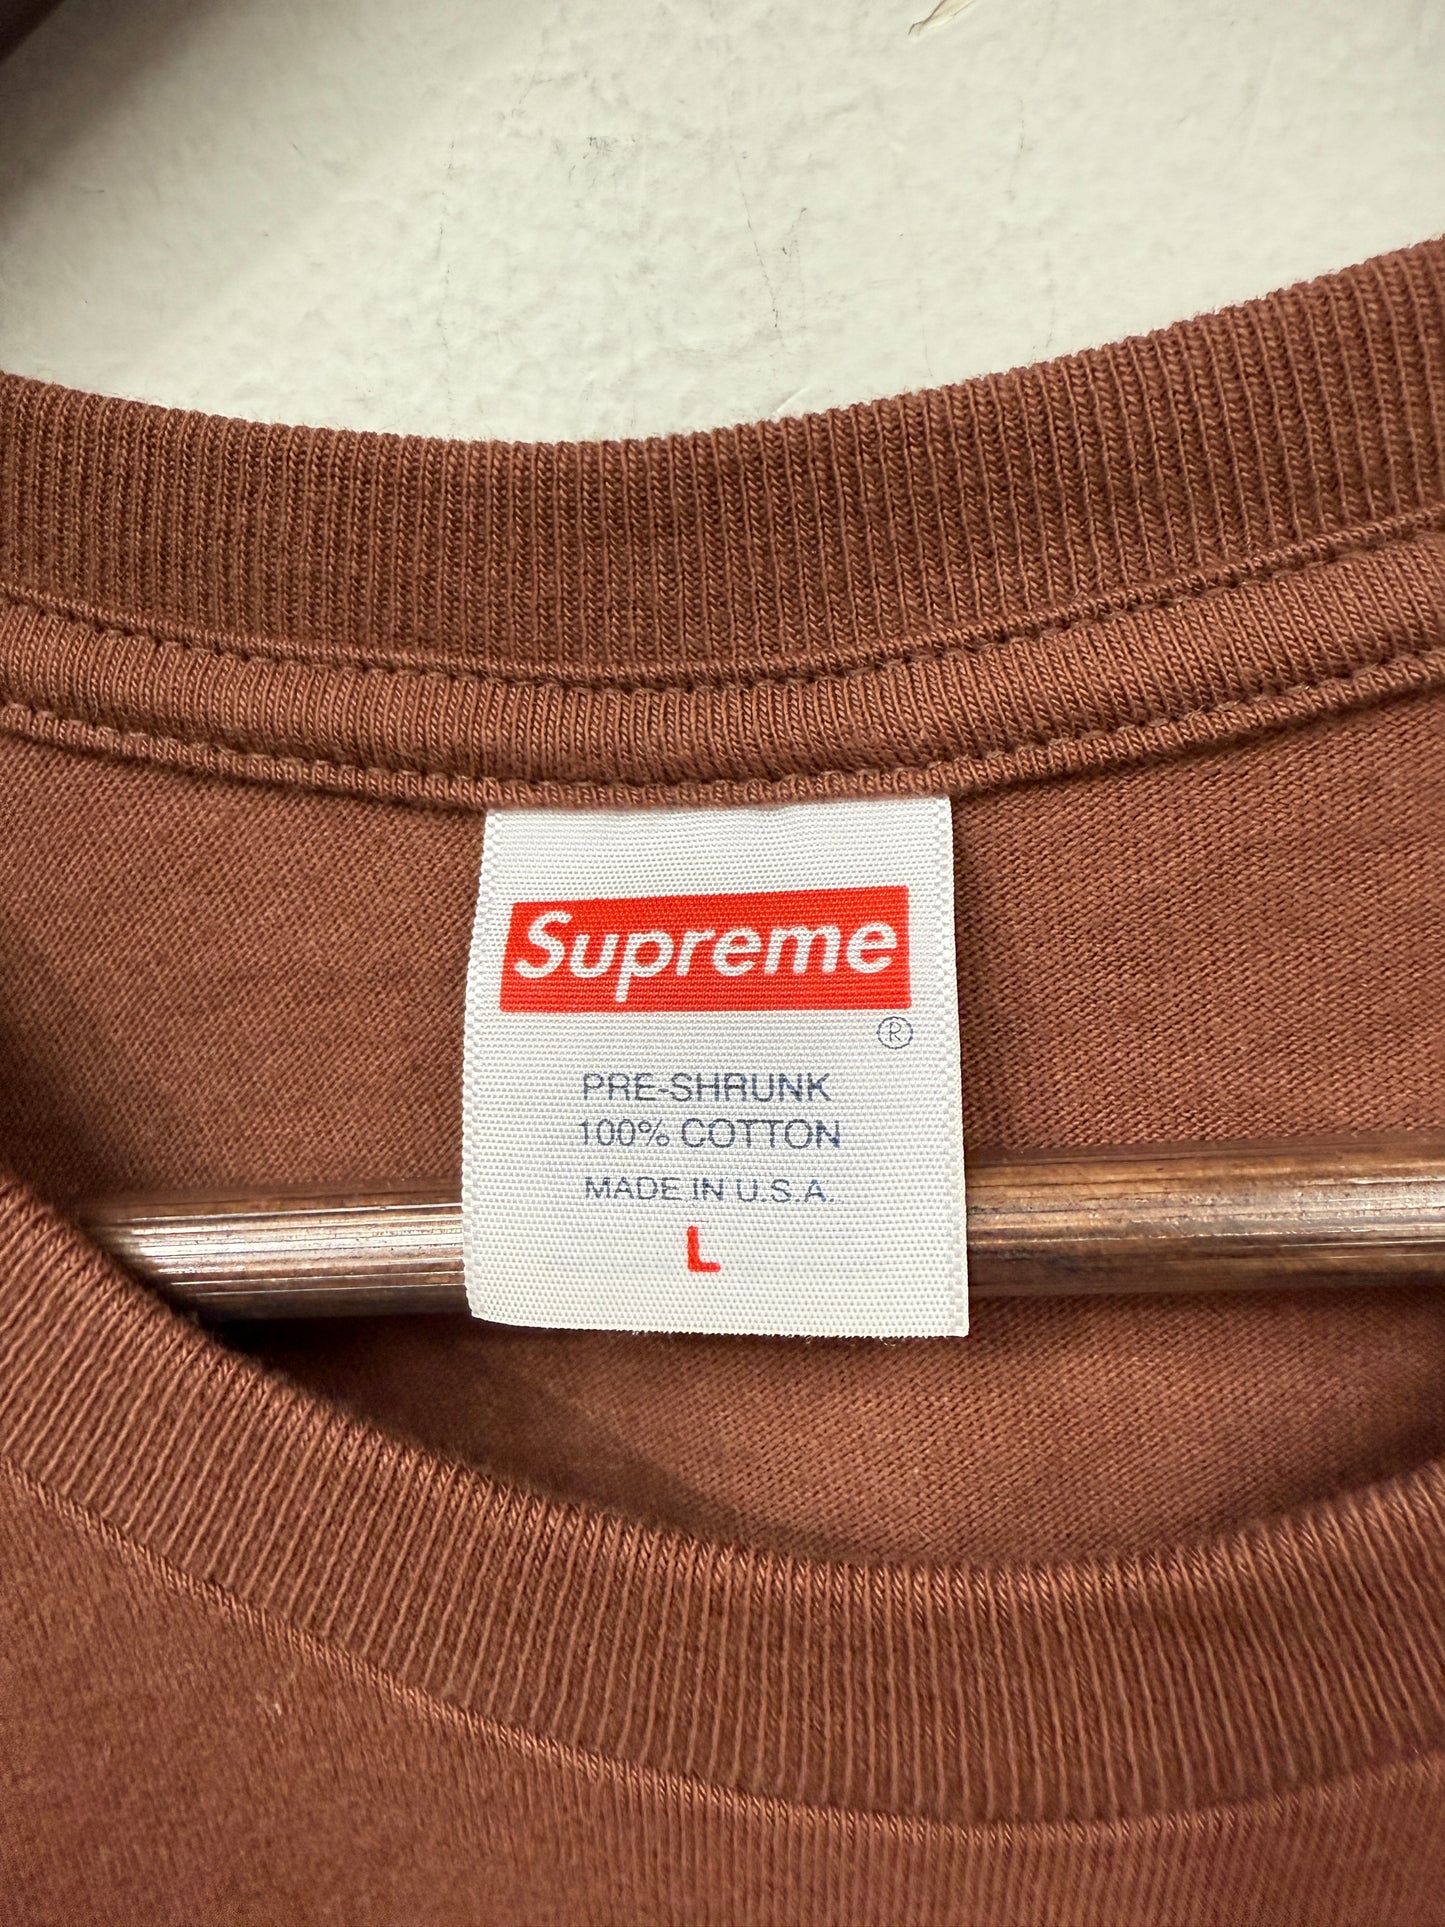 Supreme
®
PRE-SHRUNK
100% COTTON
MADE IN U.S.A.
L